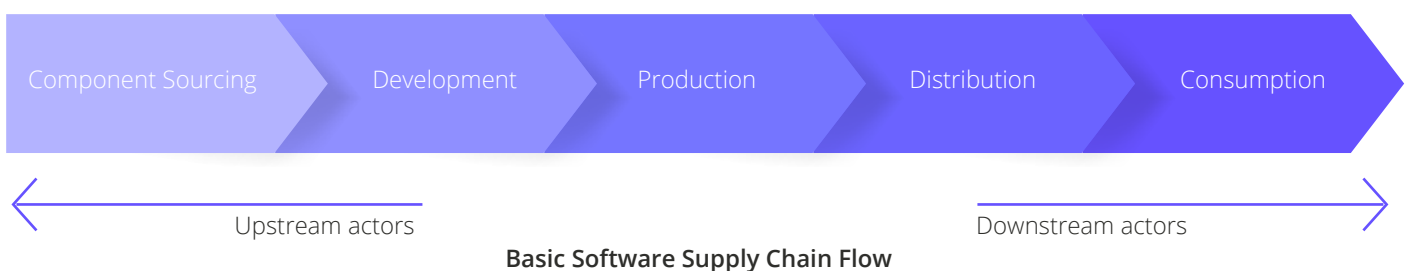 Component Sourcing
Development
Production
Distribution
Consumption
Upstream actors
Downstream actors
Basic Software Supply Chain Flow